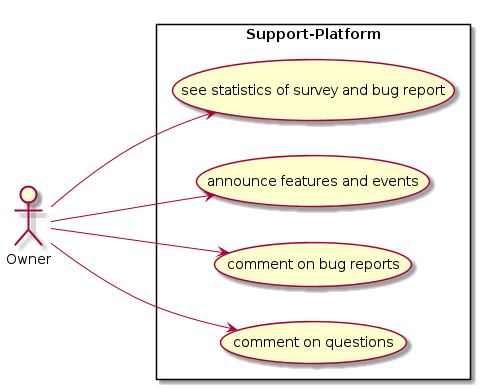 Support-Platform
see statistics of survey and bug report
announce features and events
Owner
comment on bug reports
comment on questions